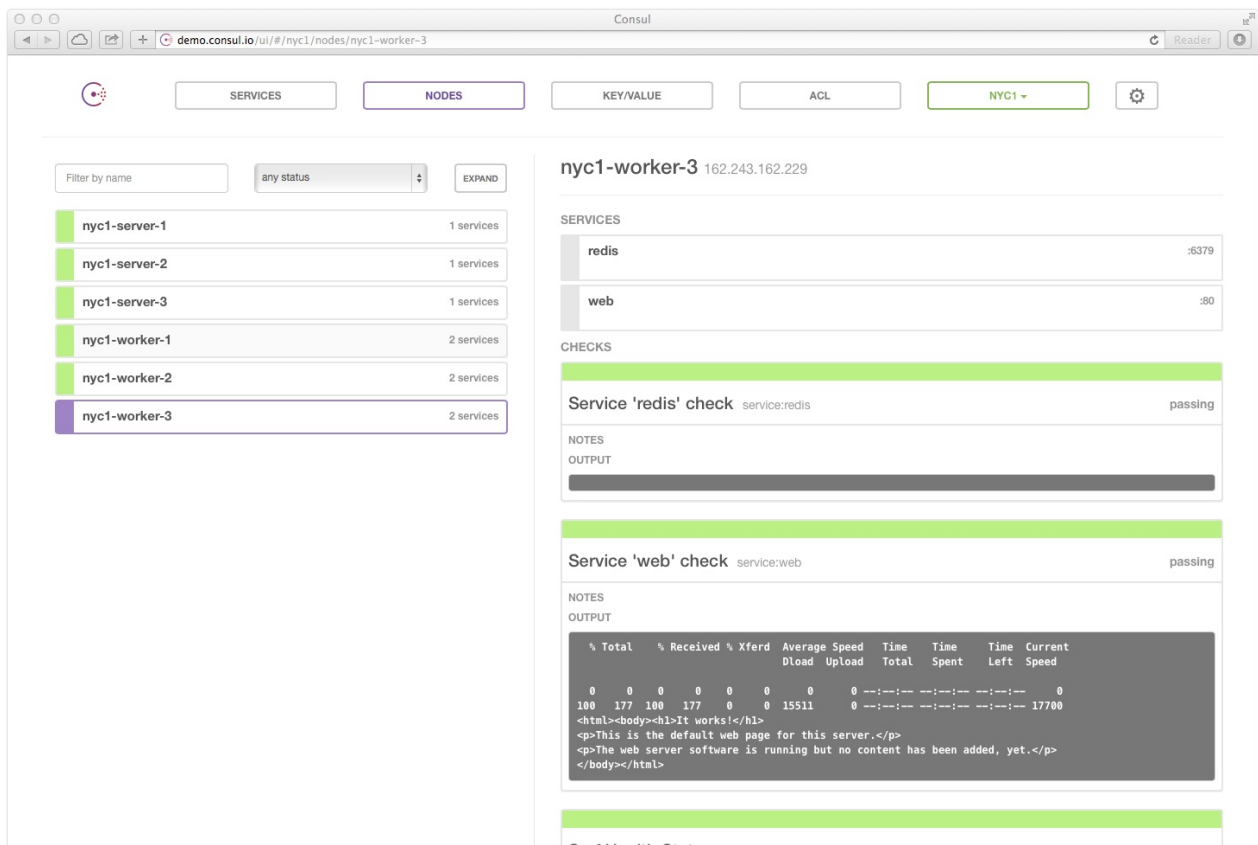 Consul
demo.consul.io/ui/#/nyc1/nodes/nyc1-worker-3
Reader
SERVICES
NODES
KEY/VALUE
ACL
NYC1
Filter by name
any status
EXPAND
nyc1-server-1 1 services
nyc1-server-2 1 services
nyc1-server-3 1 services
nyc1-worker-1 2 services
nyc1-worker-2 2 services
nyc1-worker-3 2 services
nyc1-worker-3 162.243.162.229
SERVICES
redis :6379
web :80
CHECKS
Service 'redis' check service:redis passing
NOTES
OUTPUT
Service 'web' check service:web passing
NOTES
OUTPUT
% Total % Received % Xferd Average Speed Time Time Time Current
Dload Upload Total Spent Left Speed
0 0 0 0 0 0 0 0 --:--:-- --:--:-- --:--:-- 0
100 177 100 177 0 0 15511 0 --:--:-- --:--:-- --:--:-- 17700
<html><body><h1>It works!</h1>
<p>This is the default web page for this server.</p>
<p>The web server software is running but no content has been added, yet.</p>
</body></html>